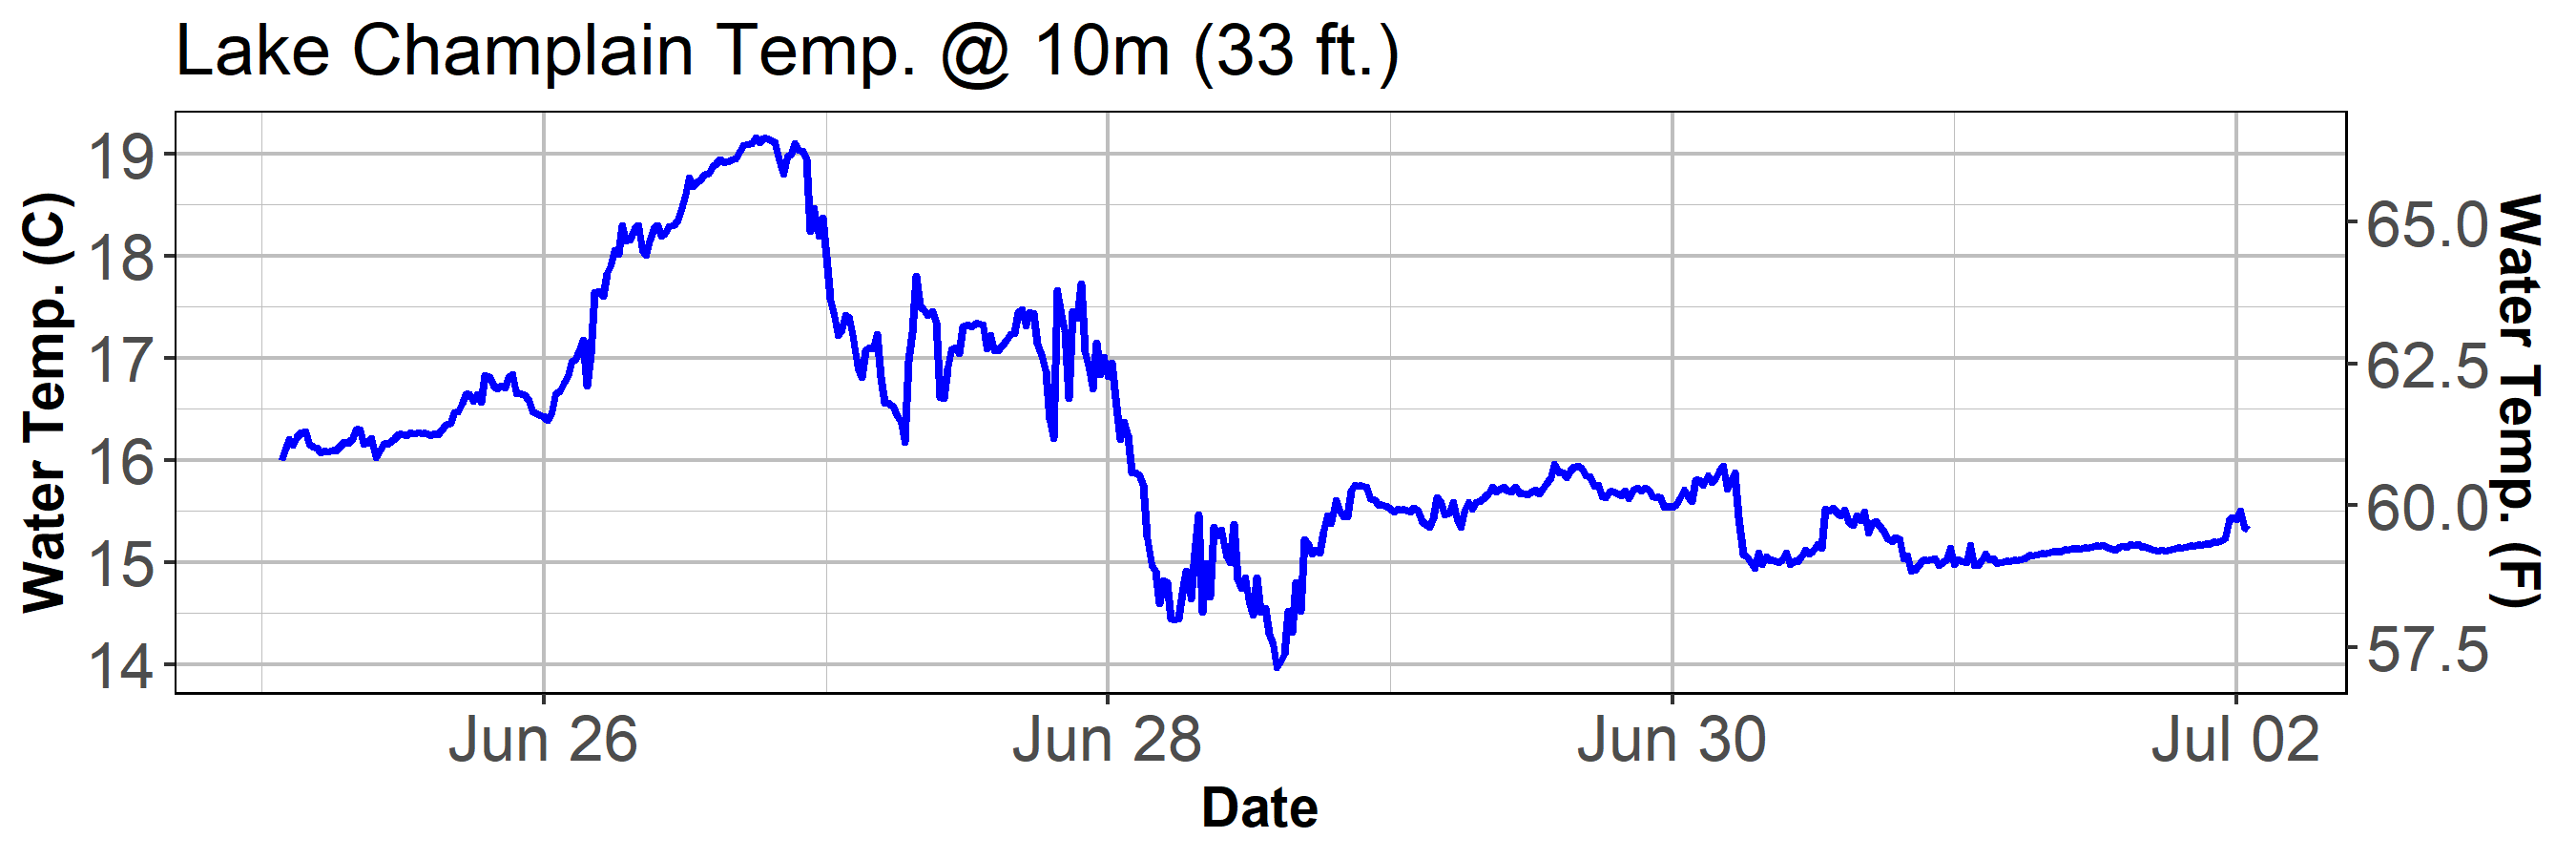 Lake Champlain Temp. @ 10m (33 ft.)
Water Temp. (C)
19
18
17
16
15
14
65.0
62.5
60.0
57.5
Water Temp. (F)
Jun 26 Jun 28 Jun 30 Jul 02
Date